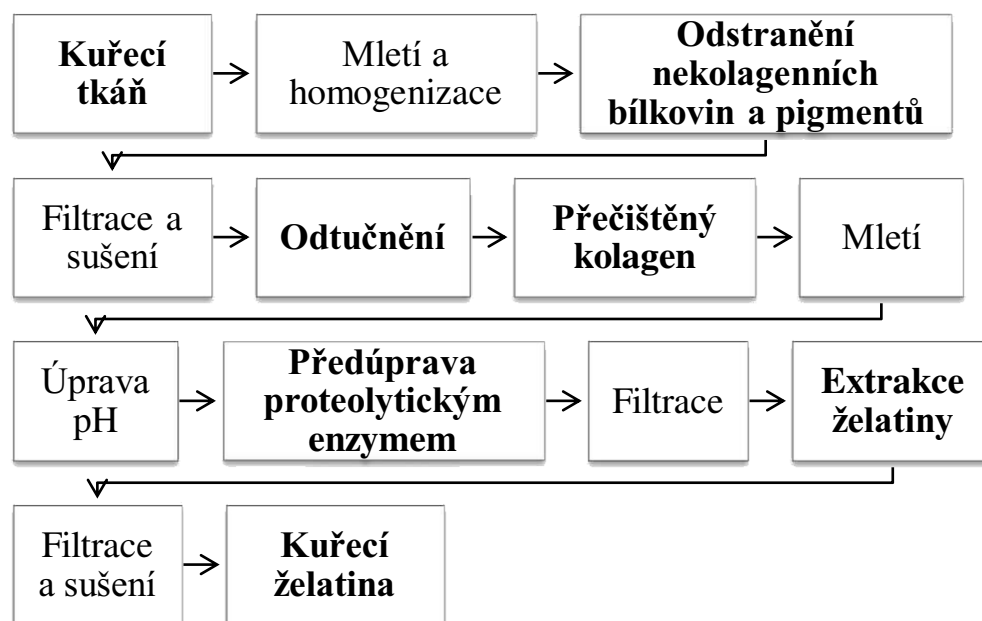 Kuřecí
tkáň
Mletí a
homogenizace
Odstranění
nekolagenních
bílkovin a pigmentů
Filtrace a
sušení
Odtučnění
Přečištěný
kolagen
Mletí
Úprava
pH
Předúprava
proteolytickým
enzymem
Filtrace
Extrakce
želatiny
Filtrace
a sušení
Kuřecí
želatina